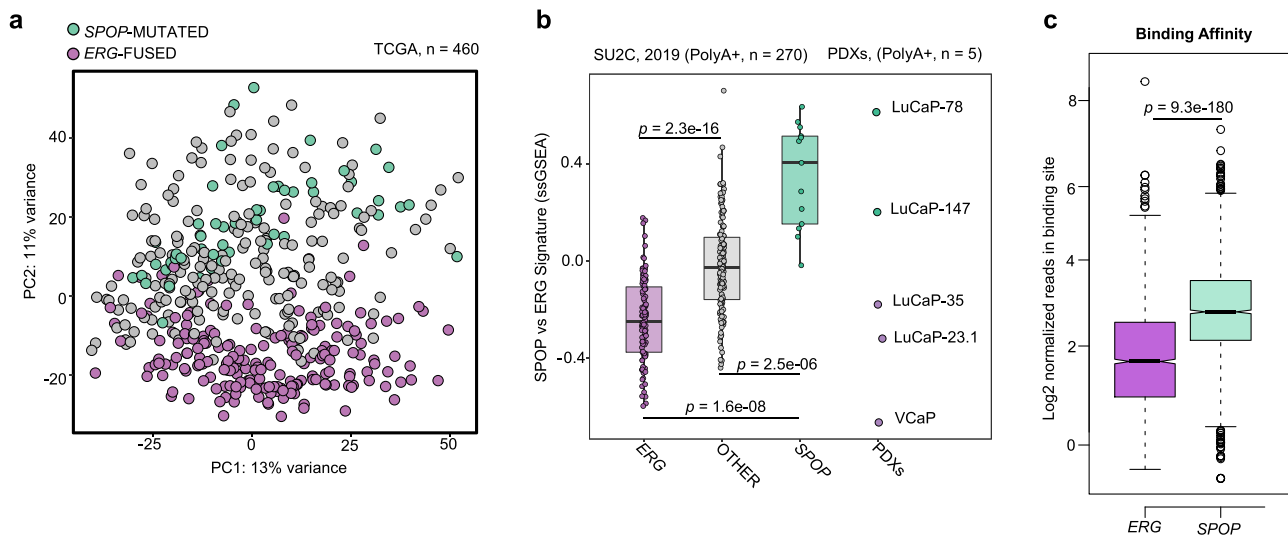 a
SPOP-MUTATED
ERG-FUSED
TCGA, n = 460
PC2: 11% variance
40
20
0
-20
-25
0
25
50
PC1: 13% variance
b
SU2C, 2019 (PolyA+, n = 270)
PDXs, (PolyA+, n = 5)
SPOP vs ERG Signature (ssGSEA)
0.4
0.0
-0.4
p = 2.3e-16
p = 2.5e-06
p = 1.6e-08
LuCaP-78
LuCaP-147
LuCaP-35
LuCaP-23.1
VCaP
ERG
OTHER
SPOP
PDXs
c
Binding Affinity
p = 9.3e-180
Log2 normalized reads in binding site
8
6
4
2
0
ERG
SPOP